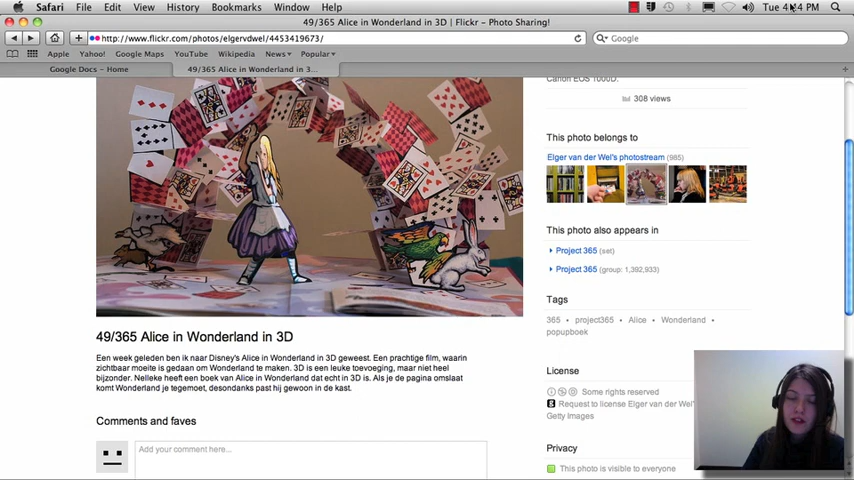 Safari File Edit View History Bookmarks Window Help Tue 4:44 PM
49/365 Alice in Wonderland in 3D | Flickr - Photo Sharing!
http://www.flickr.com/photos/elgervdwel/4453419673/ Google
Apple Yahoo! Google Maps YouTube Wikipedia News Popular
Google Docs - Home 49/365 Alice in Wonderland in 3...
Canon EOS 1000D.
308 views
This photo belongs to
Elger van der Wel's photostream (985)
This photo also appears in
Project 365 (set)
Project 365 (group: 1,392,933)
Tags
365 • project365 • Alice • Wonderland •
popupboek
49/365 Alice in Wonderland in 3D
Een week geleden ben ik naar Disney's Alice in Wonderland in 3D geweest. Een prachtige film, waarin
zichtbaar moeite is gedaan om Wonderland te maken. 3D is een leuke toevoeging, maar niet heel
bijzonder. Nelleke heeft een boek van Alice in Wonderland dat echt in 3D is. Als je de pagina omslaat
komt Wonderland je tegemoet, desondanks past hij gewoon in de kast.
License
Some rights reserved
Request to license Elger van der Wel'
Getty Images
Comments and faves
Add your comment here...
Privacy
This photo is visible to everyone